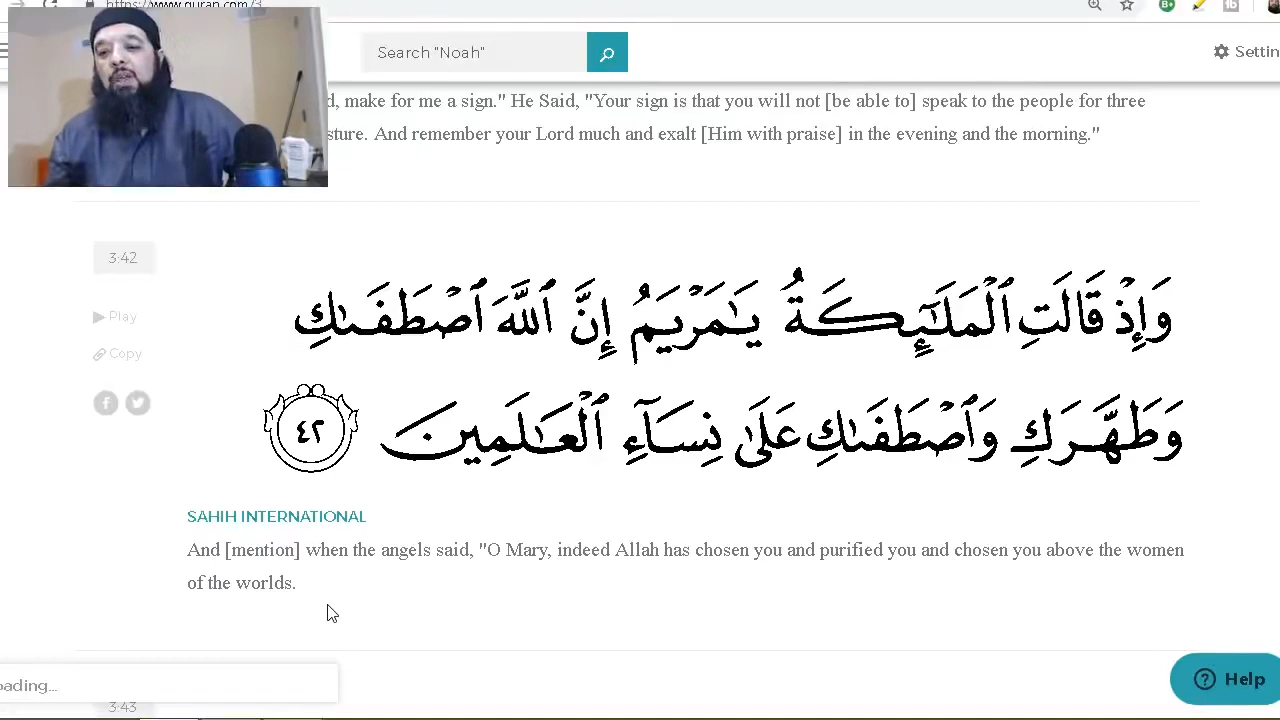 https://www.quran.com/3
Search "Noah"
d, make for me a sign." He Said, "Your sign is that you will not [be able to] speak to the people for three
sture. And remember your Lord much and exalt [Him with praise] in the evening and the morning."
3:42
Play
Copy
وَإِذْ قَالَتِ ٱلْمَلَـٰٓئِكَةُ يَـٰمَرْيَمُ إِنَّ ٱللَّهَ ٱصْطَفَىٰكِ
وَطَهَّرَكِ وَٱصْطَفَىٰكِ عَلَىٰ نِسَآءِ ٱلْعَـٰلَمِينَ ٤٢
SAHIH INTERNATIONAL
And [mention] when the angels said, "O Mary, indeed Allah has chosen you and purified you and chosen you above the women
of the worlds.
oading...
Help
3:43